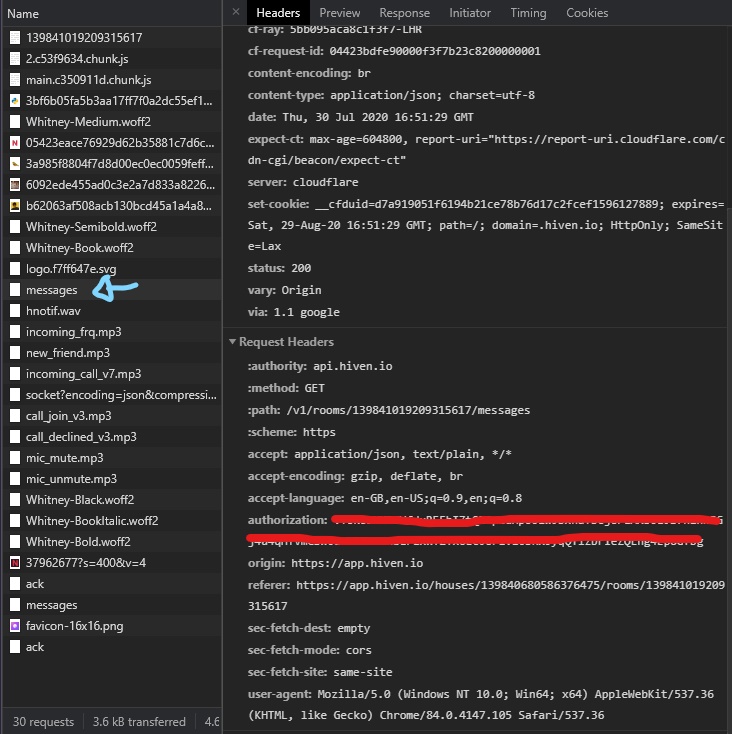 Name
139841019209315617
2.c53f9634.chunk.js
main.c350911d.chunk.js
3bf6b05fa5b3aa17ff7f0a2dc55ef1...
Whitney-Medium.woff2
05423eace76929d62b35881c7d6c...
3a985f8804f7d8d00ec0ec0059feff...
6092ede455ad0c3e2a7d833a8226...
b62063af508acb130bcd45a1a4a8...
Whitney-Semibold.woff2
Whitney-Book.woff2
logo.f7ff647e.svg
messages
hnotif.wav
incoming_frq.mp3
new_friend.mp3
incoming_call_v7.mp3
socket?encoding=json&compressi...
call_join_v3.mp3
call_declined_v3.mp3
mic_mute.mp3
mic_unmute.mp3
Whitney-Black.woff2
Whitney-BookItalic.woff2
Whitney-Bold.woff2
37962677?s=400&v=4
ack
messages
favicon-16x16.png
ack
30 requests 3.6 kB transferred 4.6
× Headers Preview Response Initiator Timing Cookies
cf-ray: 5bb095aca8c1f3f7-LHR
cf-request-id: 04423bdfe90000f3f7b23c8200000001
content-encoding: br
content-type: application/json; charset=utf-8
date: Thu, 30 Jul 2020 16:51:29 GMT
expect-ct: max-age=604800, report-uri="https://report-uri.cloudflare.com/c
dn-cgi/beacon/expect-ct"
server: cloudflare
set-cookie: __cfduid=d7a919051f6194b21ce78b76d17c2fcef1596127889; expires=
Sat, 29-Aug-20 16:51:29 GMT; path=/; domain=.hiven.io; HttpOnly; SameSit
e=Lax
status: 200
vary: Origin
via: 1.1 google
Request Headers
:authority: api.hiven.io
:method: GET
:path: /v1/rooms/139841019209315617/messages
:scheme: https
accept: application/json, text/plain, */*
accept-encoding: gzip, deflate, br
accept-language: en-GB,en-US;q=0.9,en;q=0.8
authorization:
origin: https://app.hiven.io
referer: https://app.hiven.io/houses/139840680586376475/rooms/139841019209
315617
sec-fetch-dest: empty
sec-fetch-mode: cors
sec-fetch-site: same-site
user-agent: Mozilla/5.0 (Windows NT 10.0; Win64; x64) AppleWebKit/537.36
(KHTML, like Gecko) Chrome/84.0.4147.105 Safari/537.36